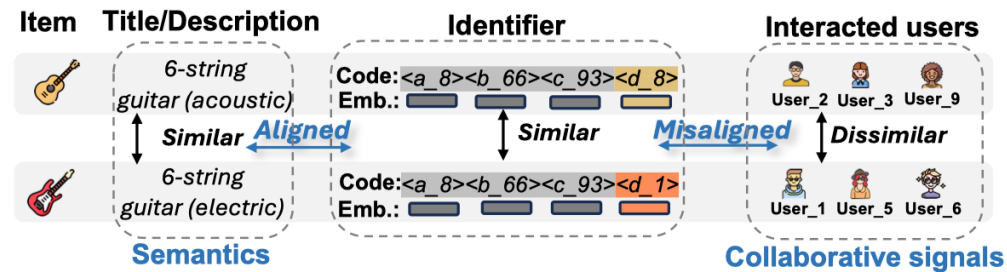 Item Title/Description Identifier Interacted users
6-string
guitar (acoustic)
Code:<a_8><b_66><c_93><d_8>
Emb.:
User_2 User_3 User_9
Similar Aligned Similar Misaligned Dissimilar
6-string
guitar (electric)
Code:<a_8><b_66><c_93><d_1>
Emb.:
User_1 User_5 User_6
Semantics Collaborative signals